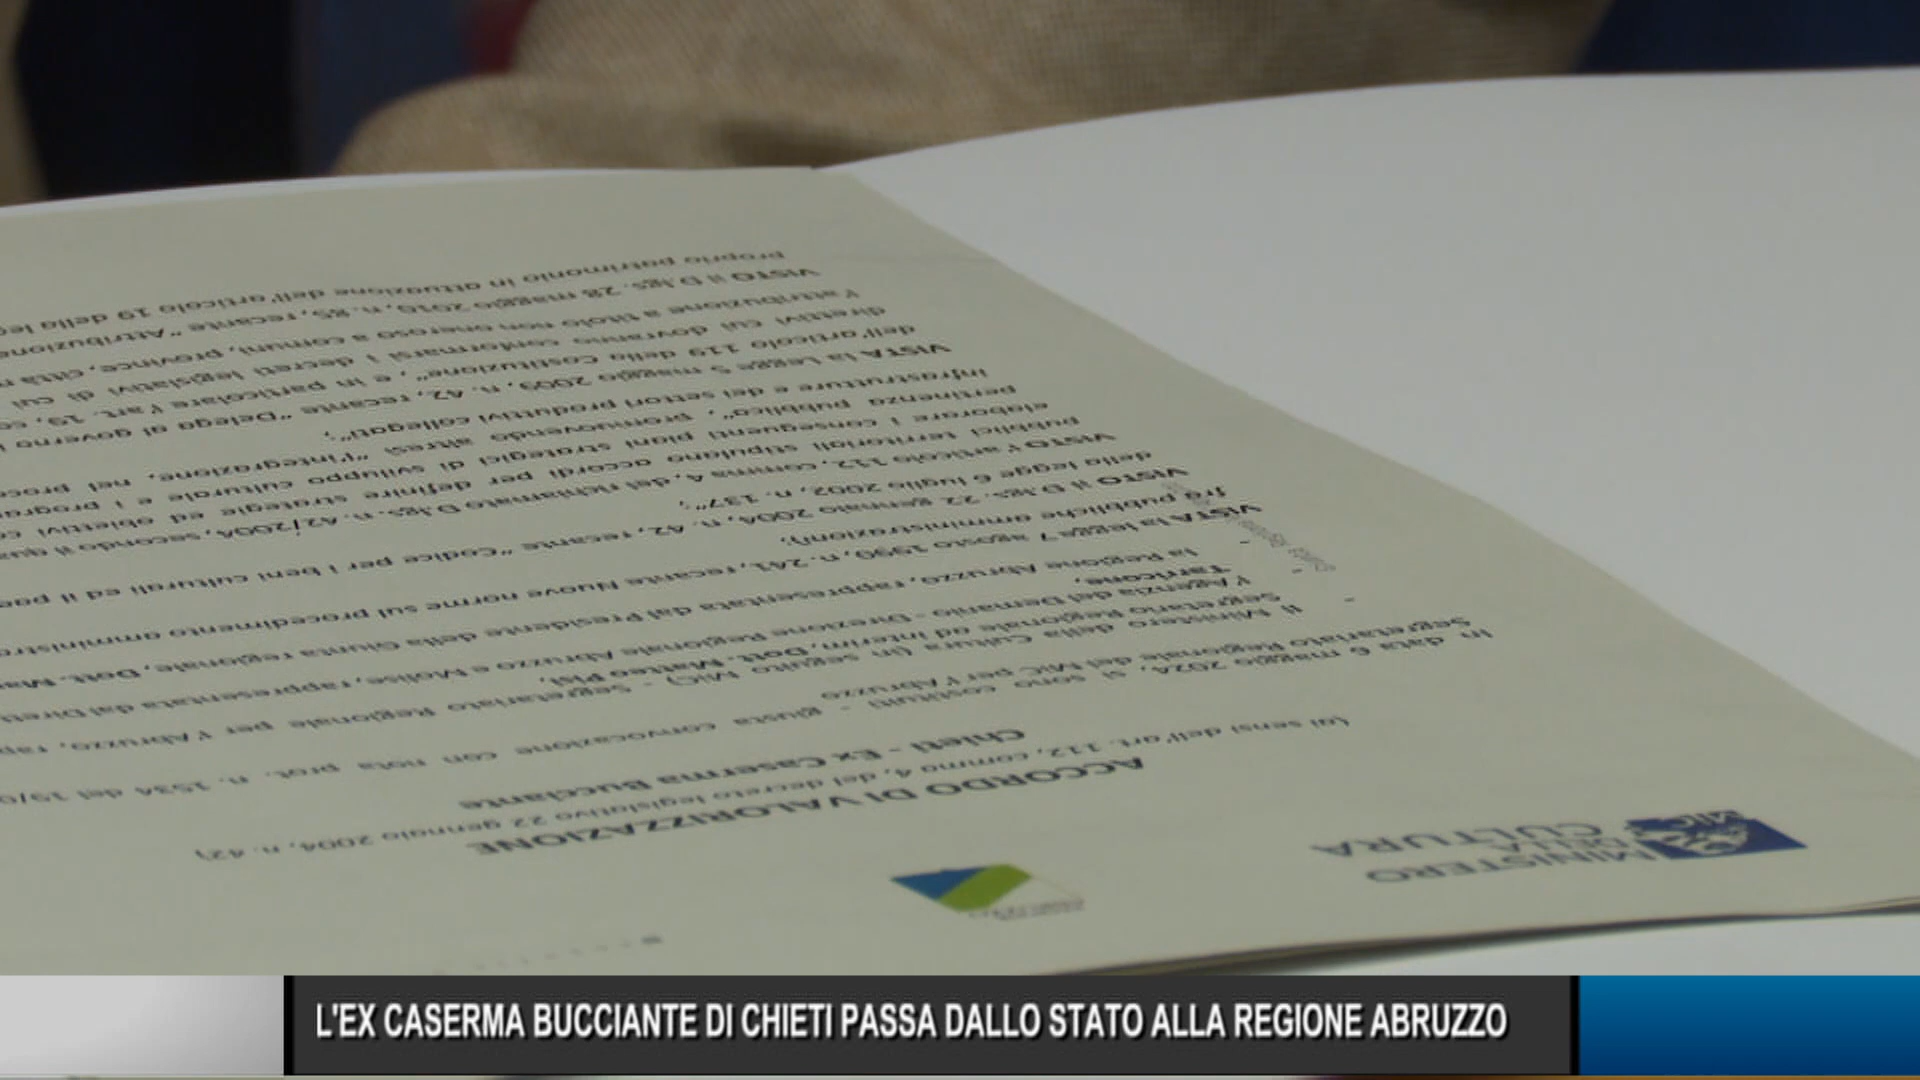 MINISTERO
DELLA
CULTURA
MIC
ACCORDO DI VALORIZZAZIONE
(ai sensi dell'art. 112, comma 4, del decreto legislativo 22 gennaio 2004, n. 42)
Chieti - Ex Caserma Bucciante
In data 6 maggio 2024, si sono costituiti - giusta convocazione con nota prot. n. 1534 del
Segretariato Regionale del MiC per l'Abruzzo
Il Ministero della Cultura (in seguito MiC) - Segretariato Regionale per l'Abruzzo,
Segretario Regionale ad interim, Dott. Matteo Pisi,
l'Agenzia del Demanio - Direzione Regionale Abruzzo e Molise, rappresentata dal
Tarricone,
la Regione Abruzzo, rappresentata dal Presidente della Giunta regionale, Dott.
VISTA la legge 7 agosto 1990, n. 241, recante Nuove norme sul procedimento
fra pubbliche amministrazioni);
VISTO il D.lgs. 22 gennaio 2004, n. 42, recante "Codice per i beni culturali ed il
della legge 6 luglio 2002, n. 137";
VISTO l'articolo 112, comma 4, del richiamato D.lgs. n. 42/2004, secondo il
pubblici territoriali stipulano accordi per definire strategie ed obiettivi
elaborare i conseguenti piani strategici di sviluppo culturale e i
pertinenza pubblica", promuovendo altresì "l'integrazione, nel
infrastrutture e dei settori produttivi collegati";
VISTA la Legge 5 maggio 2009, n. 42, recante "Delega al governo
dell'articolo 119 della Costituzione", e in particolare l'art. 19,
direttivi cui dovranno conformarsi i decreti legislativi di cui
l'attribuzione a titolo non oneroso a comuni, province, città
VISTO il D.lgs. 28 maggio 2010, n. 85, recante "Attribuzione
proprio patrimonio in attuazione dell'articolo 19 della
L'EX CASERMA BUCCIANTE DI CHIETI PASSA DALLO STATO ALLA REGIONE ABRUZZO